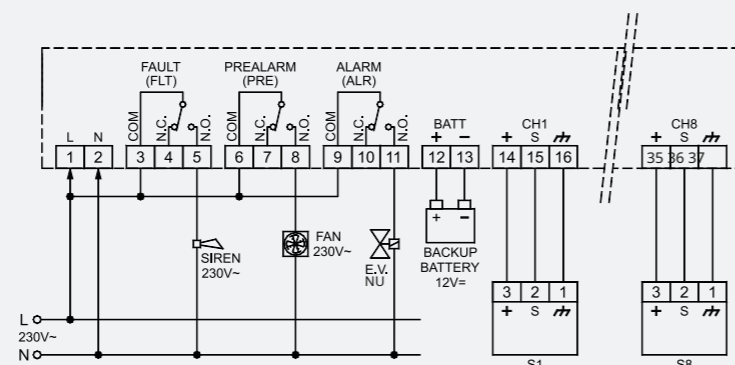 FAULT PREALARM ALARM
(FLT) (PRE) (ALR)
COM N.C. N.O. COM N.C. N.O. COM N.C. N.O. BATT CH1 CH8
L N + − + S + S
1 2 3 4 5 6 7 8 9 10 11 12 13 14 15 16 35 36 37
+ −
SIREN
230V~
FAN
230V~
E.V.
NU
BACKUP
BATTERY
12V=
3 2 1 3 2 1
+ S + S
L
230V~
N
S1 S8